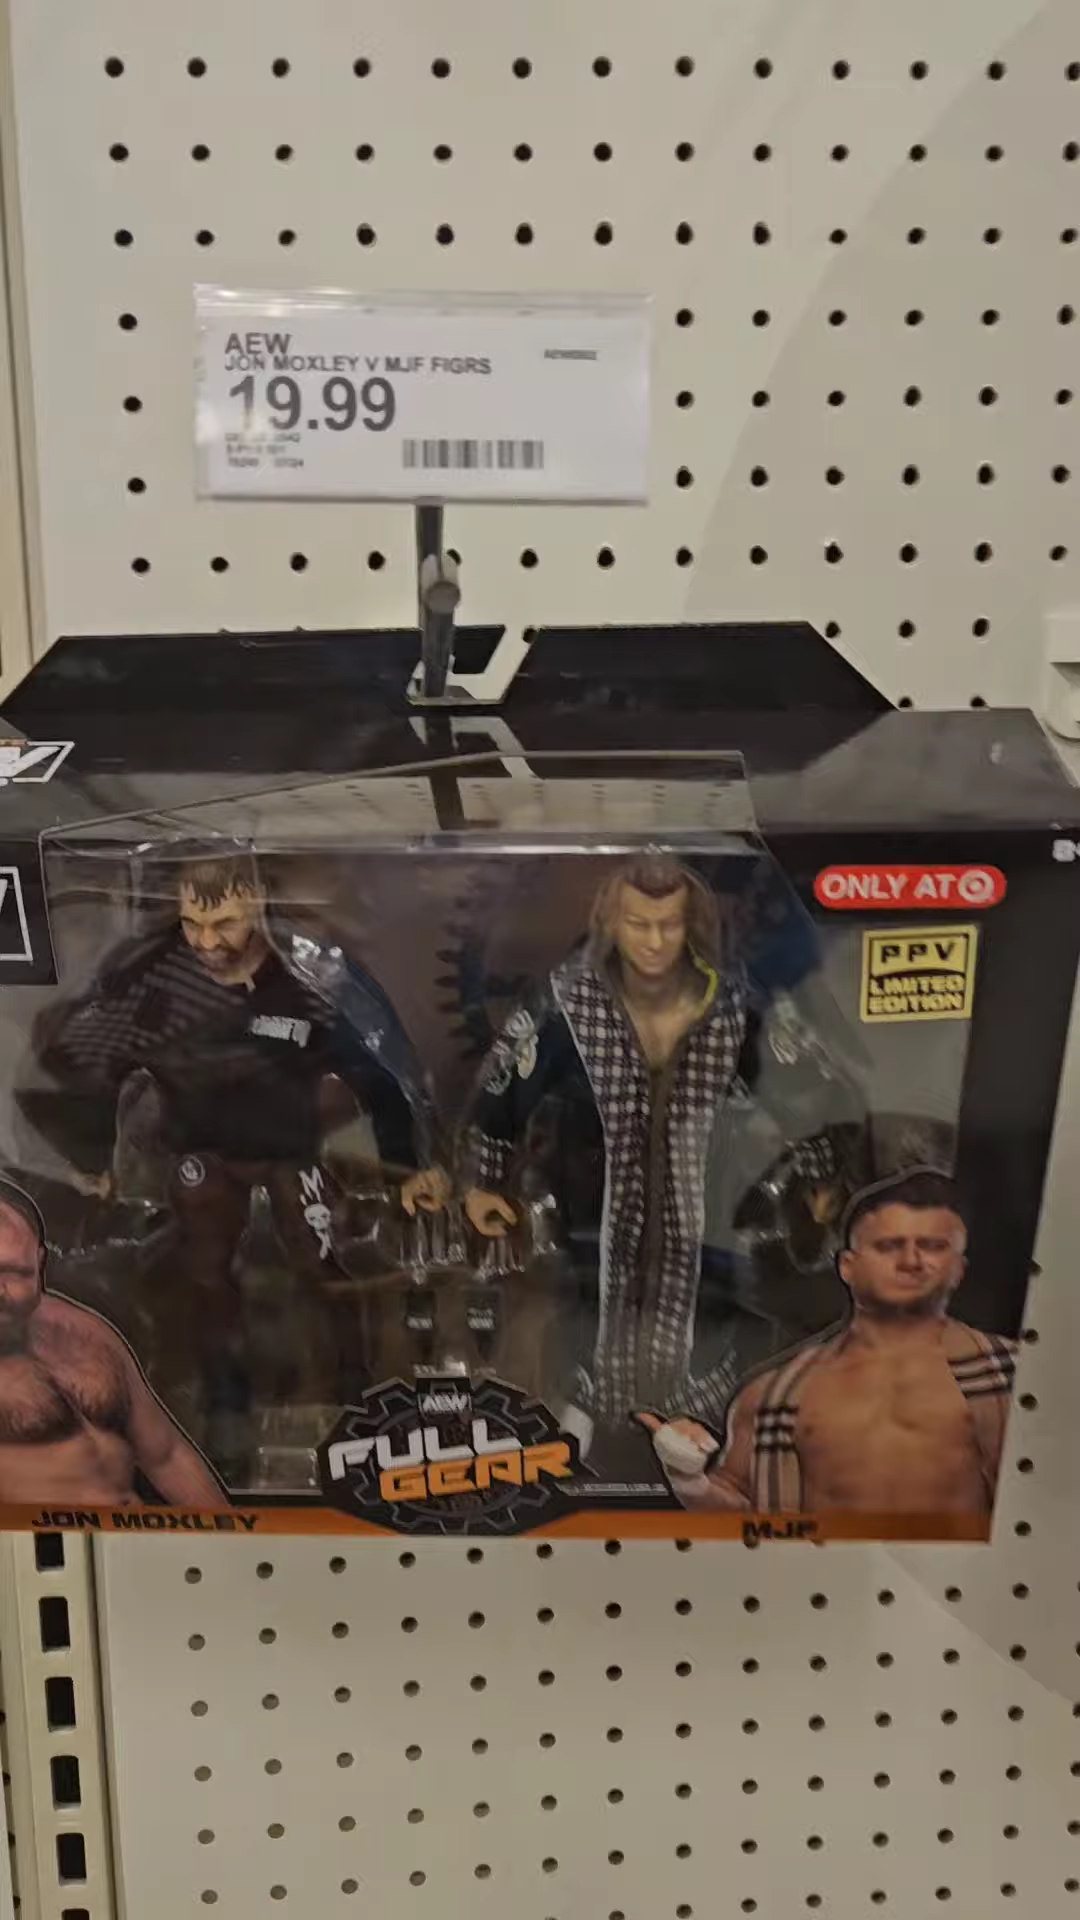 AEW
JON MOXLEY V MJF FIGRS
19.99
ONLY AT
PPV
LIMITED
EDITION
AEW
FULL
GEAR
JON MOXLEY
MJF